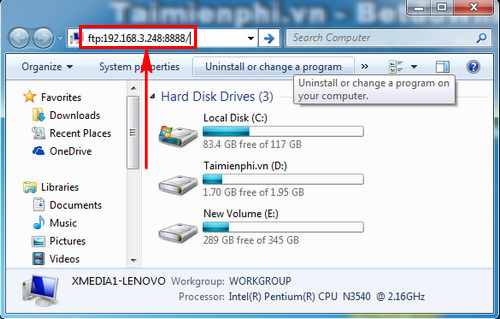 Taimienphi.vn - Be
ftp:192.168.3.248:8888/
Search Computer
Organize System properties Uninstall or change a program »
Uninstall or change a program on
your computer.
Favorites
Downloads
Recent Places
OneDrive
Libraries
Documents
Music
Pictures
Videos
Hard Disk Drives (3)
Local Disk (C:)
83.4 GB free of 117 GB
Taimienphi.vn (D:)
1.70 GB free of 1.95 GB
New Volume (E:)
289 GB free of 345 GB
XMEDIA1-LENOVO Workgroup: WORKGROUP
Processor: Intel(R) Pentium(R) CPU N3540 @ 2.16GHz